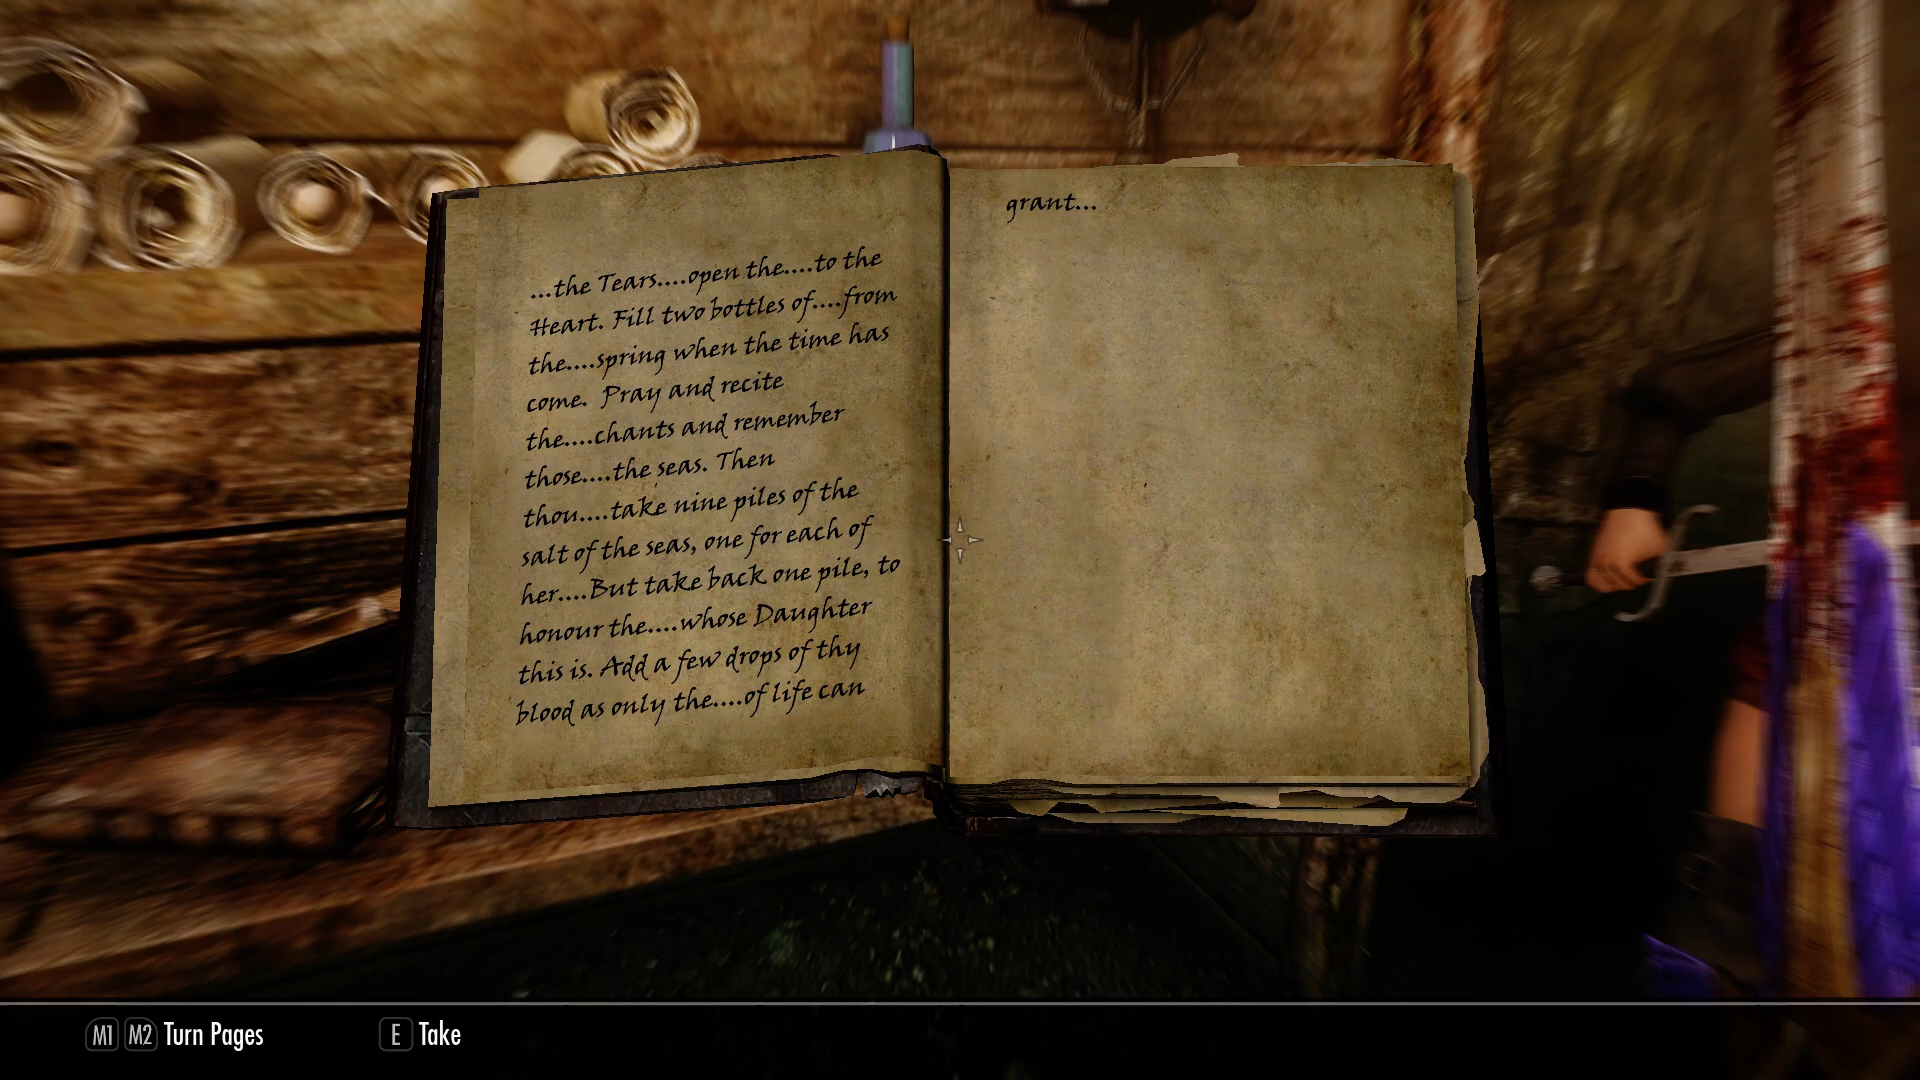 ...the Tears....open the....to the
Heart. Fill two bottles of....from
the....spring when the time has
come.  Pray and recite
the....chants and remember
those....the seas. Then
thou....take nine piles of the
salt of the seas, one for each of
her....But take back one pile, to
honour the....whose Daughter
this is. Add a few drops of thy
blood as only the....of life can
grant...
M1 M2 Turn Pages
E Take